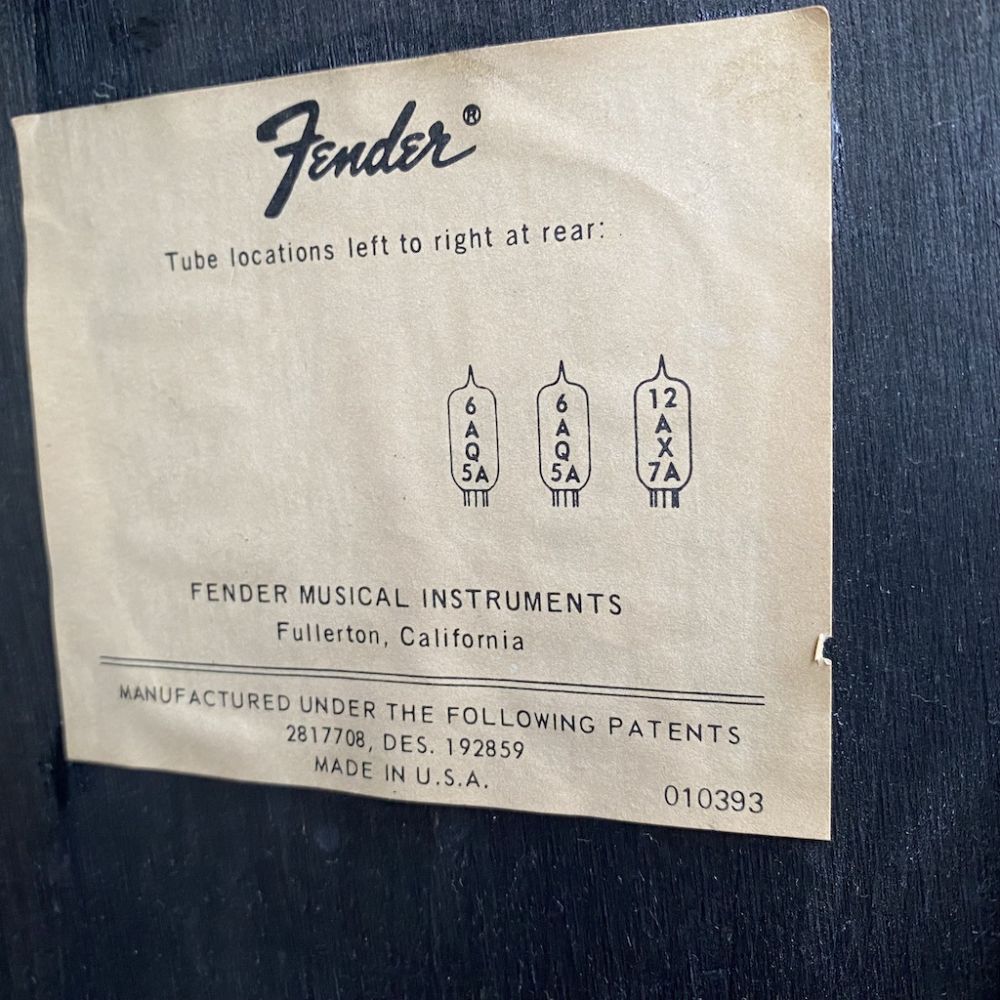 Fender®
Tube locations left to right at rear:
6 6 12
A A A
Q Q X
5A 5A 7A
FENDER MUSICAL INSTRUMENTS
Fullerton, California
MANUFACTURED UNDER THE FOLLOWING PATENTS
2817708, DES. 192859
MADE IN U.S.A.
010393